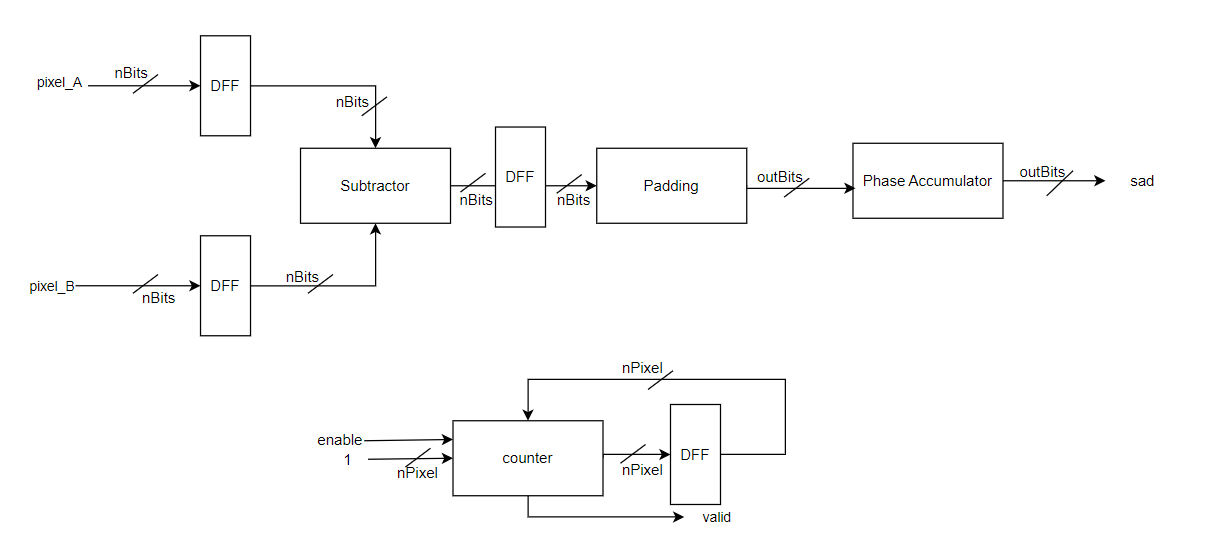 pixel_A
nBits
DFF
nBits
Subtractor
nBits
DFF
nBits
Padding
outBits
Phase Accumulator
outBits
sad
pixel_B
nBits
DFF
nBits
nPixel
enable
1
nPixel
counter
nPixel
DFF
valid